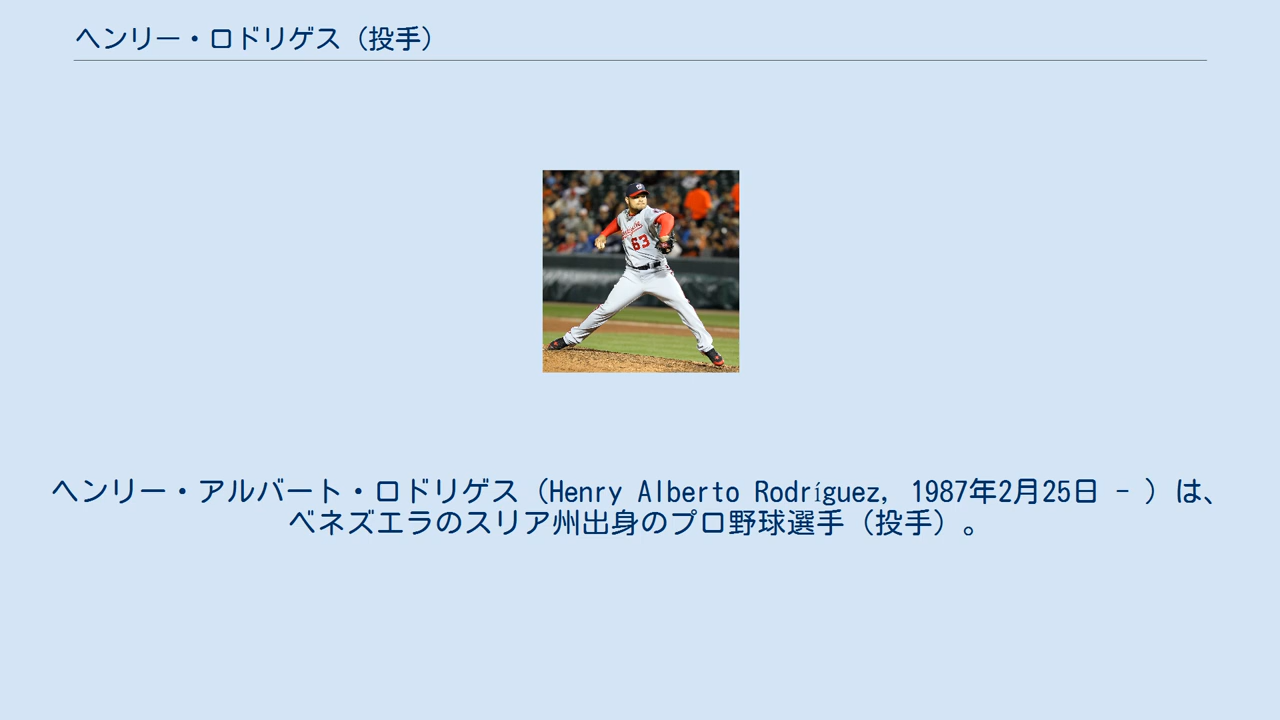 ヘンリー・ロドリゲス（投手）
63
ヘンリー・アルバート・ロドリゲス（Henry Alberto Rodríguez, 1987年2月25日 - ）は、
ベネズエラのスリア州出身のプロ野球選手（投手）。